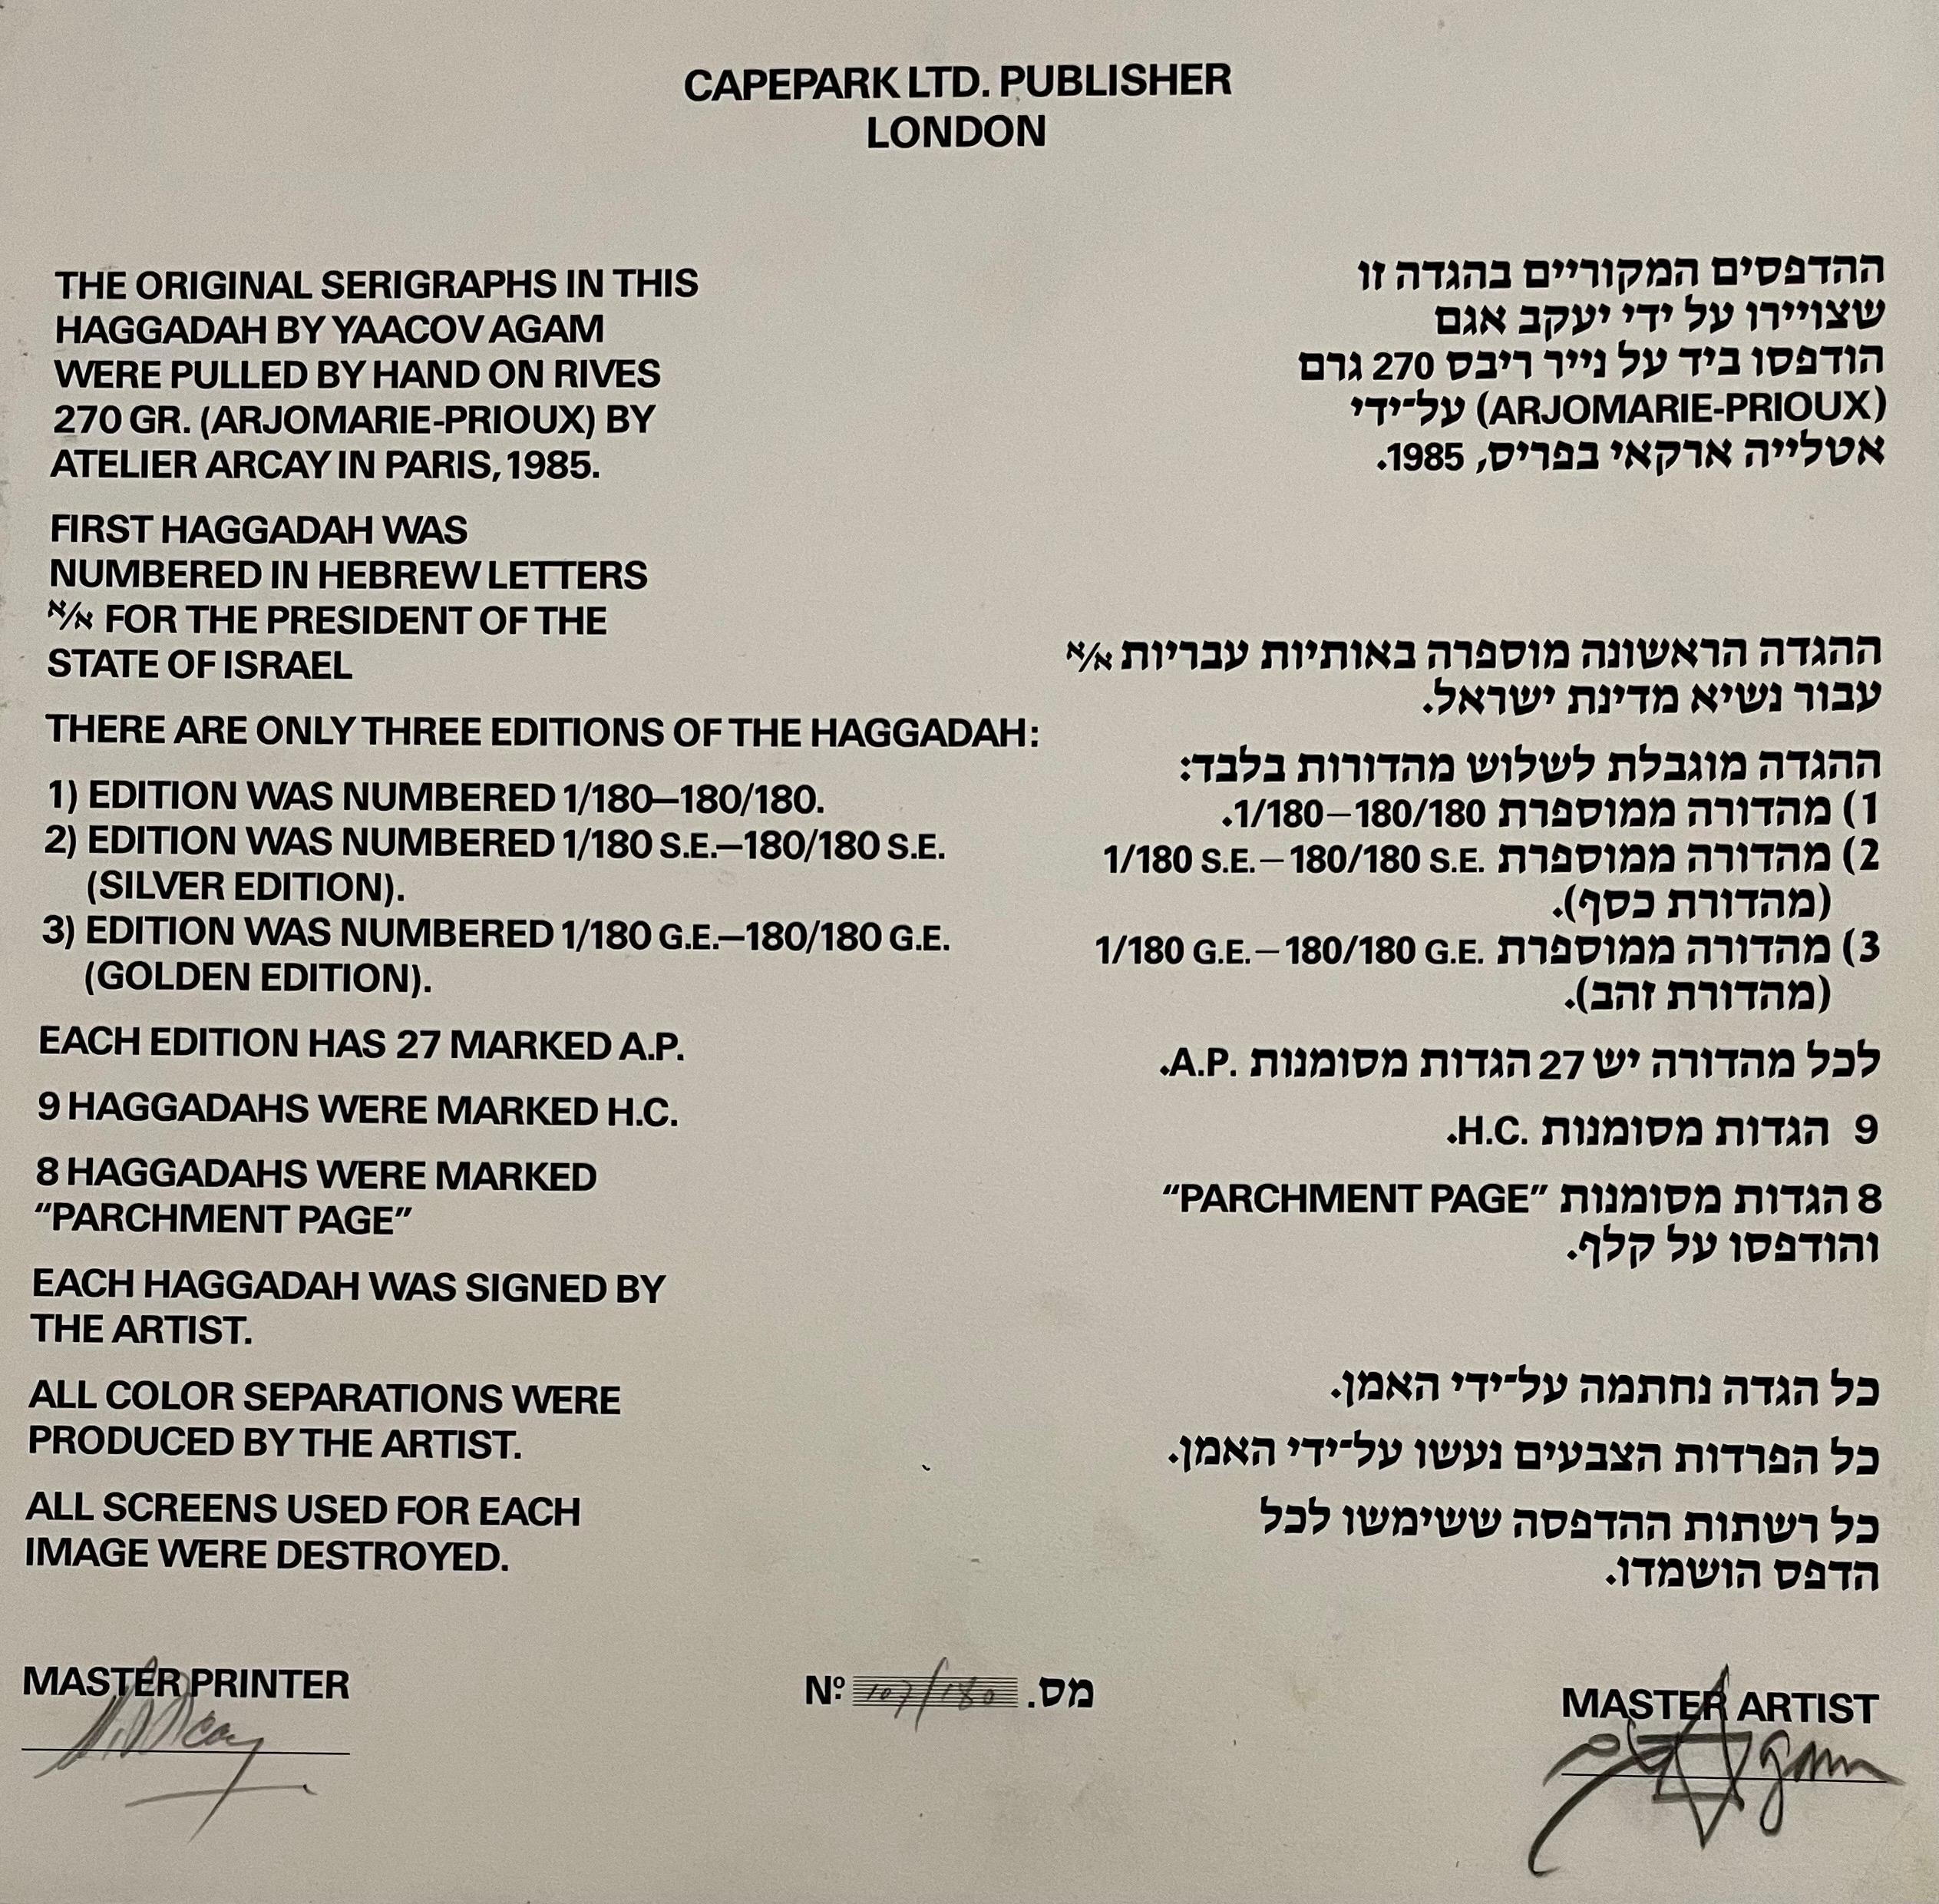 CAPEPARK LTD. PUBLISHER
LONDON
THE ORIGINAL SERIGRAPHS IN THIS
HAGGADAH BY YAACOV AGAM
WERE PULLED BY HAND ON RIVES
270 GR. (ARJOMARIE-PRIOUX) BY
ATELIER ARCAY IN PARIS, 1985.
FIRST HAGGADAH WAS
NUMBERED IN HEBREW LETTERS
א/א FOR THE PRESIDENT OF THE
STATE OF ISRAEL
THERE ARE ONLY THREE EDITIONS OF THE HAGGADAH:
1) EDITION WAS NUMBERED 1/180—180/180.
2) EDITION WAS NUMBERED 1/180 S.E.—180/180 S.E.
(SILVER EDITION).
3) EDITION WAS NUMBERED 1/180 G.E.—180/180 G.E.
(GOLDEN EDITION).
EACH EDITION HAS 27 MARKED A.P.
9 HAGGADAHS WERE MARKED H.C.
8 HAGGADAHS WERE MARKED
“PARCHMENT PAGE”
EACH HAGGADAH WAS SIGNED BY
THE ARTIST.
ALL COLOR SEPARATIONS WERE
PRODUCED BY THE ARTIST.
ALL SCREENS USED FOR EACH
IMAGE WERE DESTROYED.
ההדפסים המקוריים בהגדה זו
שצויירו על ידי יעקב אגם
הודפסו ביד על נייר ריבס 270 גרם
(ARJOMARIE-PRIOUX) על־ידי
אטלייה ארקאי בפריס, 1985.
ההגדה הראשונה מוספרה באותיות עבריות א/א
עבור נשיא מדינת ישראל.
ההגדה מוגבלת לשלוש מהדורות בלבד:
1) מהדורה ממוספרת 1/180—180/180.
2) מהדורה ממוספרת 1/180 S.E.—180/180 S.E.
(מהדורת כסף).
3) מהדורה ממוספרת 1/180 G.E.—180/180 G.E.
(מהדורת זהב).
לכל מהדורה יש 27 הגדות מסומנות A.P.
9 הגדות מסומנות H.C.
8 הגדות מסומנות “PARCHMENT PAGE”
והודפסו על קלף.
כל הגדה נחתמה על־ידי האמן.
כל הפרדות הצבעים נעשו על־ידי האמן.
כל רשתות ההדפסה ששימשו לכל
הדפס הושמדו.
MASTER PRINTER
Nº 107/180 מס.
MASTER ARTIST
Agam